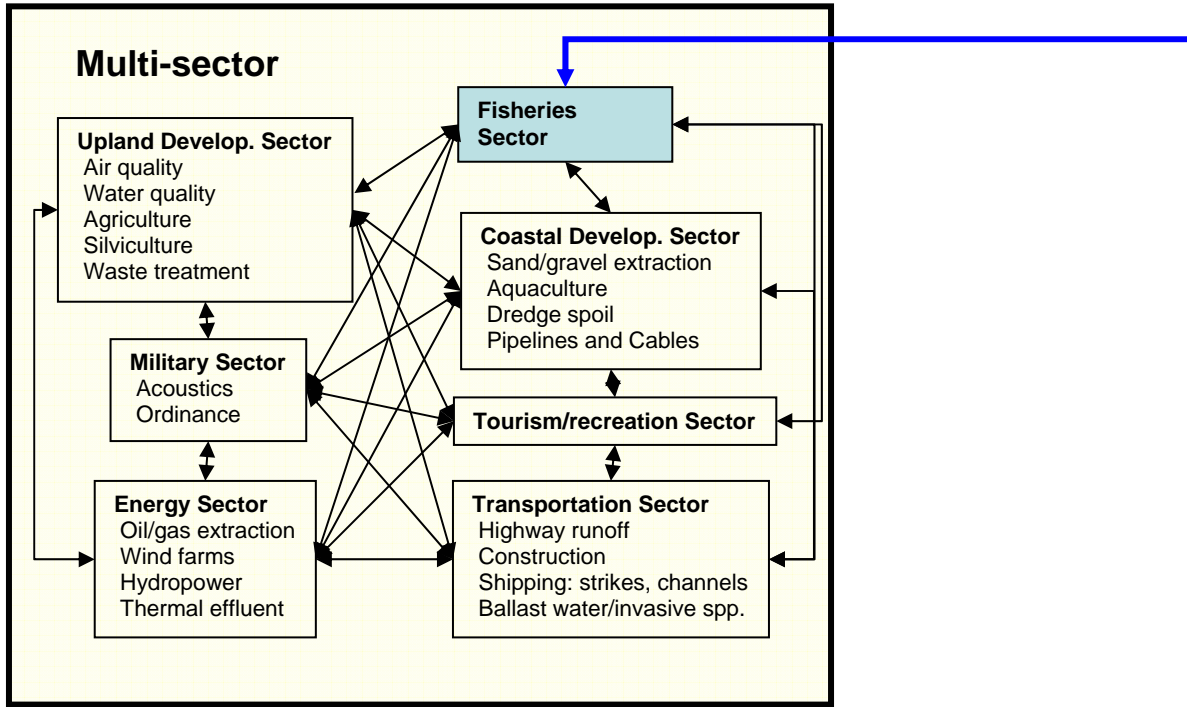 Multi-sector
Fisheries
Sector
Upland Develop. Sector
Air quality
Water quality
Agriculture
Silviculture
Waste treatment
Coastal Develop. Sector
Sand/gravel extraction
Aquaculture
Dredge spoil
Pipelines and Cables
Military Sector
Acoustics
Ordinance
Tourism/recreation Sector
Energy Sector
Oil/gas extraction
Wind farms
Hydropower
Thermal effluent
Transportation Sector
Highway runoff
Construction
Shipping: strikes, channels
Ballast water/invasive spp.